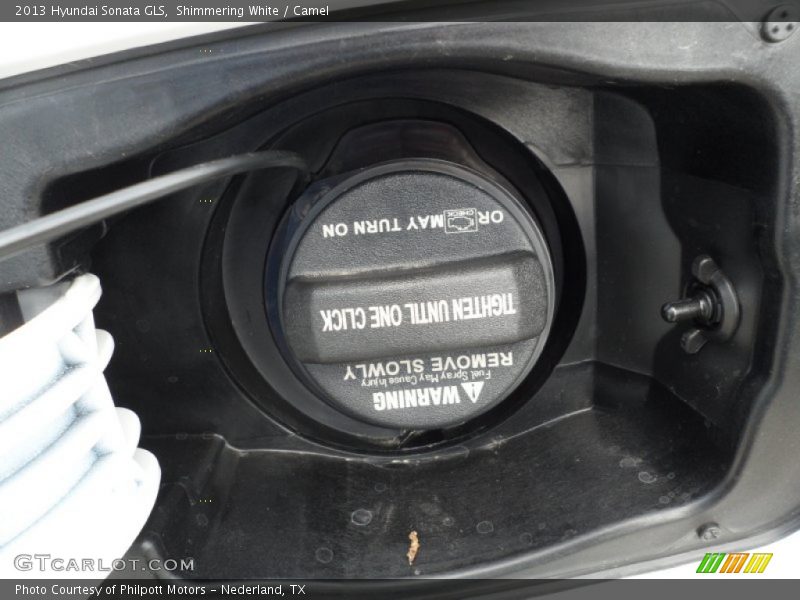 2013 Hyundai Sonata GLS, Shimmering White / Camel
WARNING
Fuel Spray May Cause Injury
REMOVE SLOWLY
TIGHTEN UNTIL ONE CLICK
OR CHECK MAY TURN ON
GTCARLOT.COM
Photo Courtesy of Philpott Motors - Nederland, TX